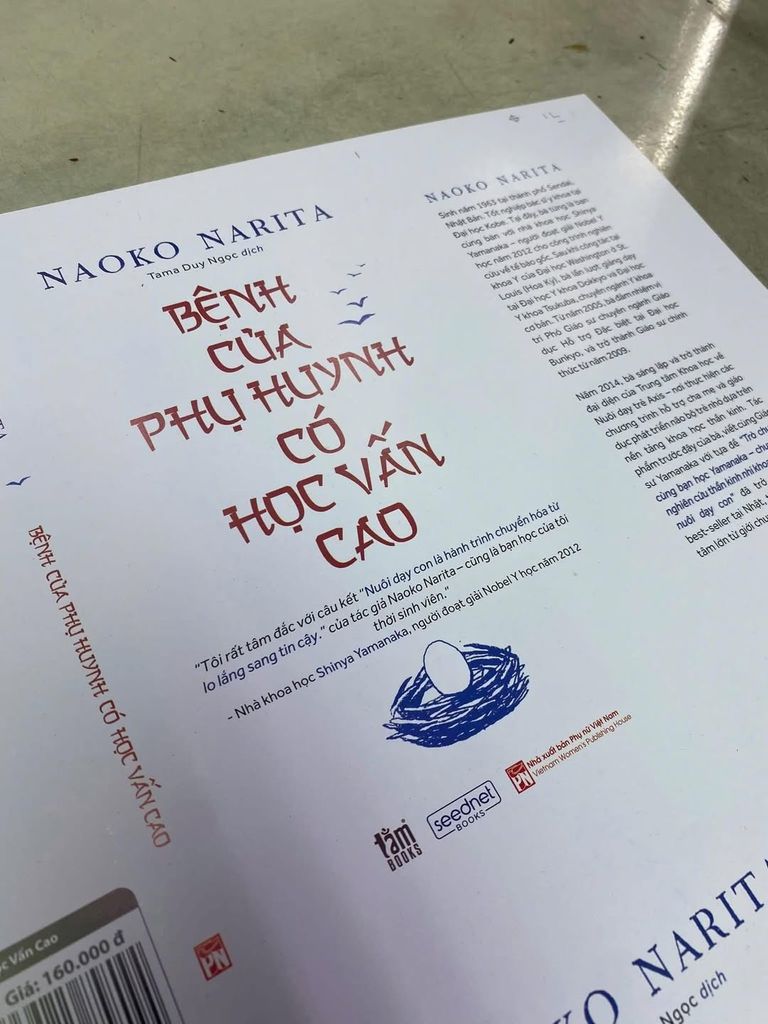 NAOKO NARITA
Tama Duy Ngọc dịch
BỆNH
CỦA
PHỤ HUYNH
CÓ
HỌC VẤN
CAO
"Tôi rất tâm đắc với câu kết "Nuôi dạy con là hành trình chuyển hóa từ
lo lắng sang tin cậy." của tác giả Naoko Narita – cũng là bạn học của tôi
thời sinh viên."
- Nhà khoa học Shinya Yamanaka, người đoạt giải Nobel Y học năm 2012
tằm
BOOKS
seednet
BOOKS
PN
Nhà xuất bản Phụ nữ Việt Nam
Vietnam Women's Publishing House
NAOKO NARITA
Sinh năm 1963 tại thành phố Sendai,
Nhật Bản. Tốt nghiệp bác sĩ y khoa tại
Đại học Kobe. Tại đây, bà từng là bạn
cùng bàn với nhà khoa học Shinya
Yamanaka – người đoạt giải Nobel Y
học năm 2012 cho công trình nghiên
cứu về tế bào gốc. Sau khi công tác tại
khoa Y của Đại học Washington ở St.
Louis (Hoa Kỳ), bà lần lượt giảng dạy
tại Đại học Y khoa Dokkyo và Đại học
Y khoa Tsukuba, chuyên ngành Y khoa
cơ bản. Từ năm 2005, bà đảm nhiệm vị
trí Phó Giáo sư chuyên ngành Giáo
dục Hỗ trợ Đặc biệt tại Đại học
Bunkyo, và trở thành Giáo sư chính
thức từ năm 2009.
Năm 2014, bà sáng lập và trở thành
đại diện của Trung tâm Khoa học về
Nuôi dạy trẻ Axis – nơi thực hiện các
chương trình hỗ trợ cha mẹ và giáo
dục phát triển não bộ trẻ nhỏ dựa trên
nền tảng khoa học thần kinh. Tác
phẩm trước đây của bà, viết cùng Giáo
sư Yamanaka với tựa đề "Trò chu
cùng bạn học Yamanaka – chu
nghiên cứu thần kinh nhi kho
nuôi dạy con" đã trở
best-seller tại Nhật,
tâm lớn từ giới chu
BỆNH CỦA PHỤ HUYNH CÓ HỌC VẤN CAO
PN
c Vấn Cao
Giá: 160.000 đ
KO NARITA
Ngọc dịch